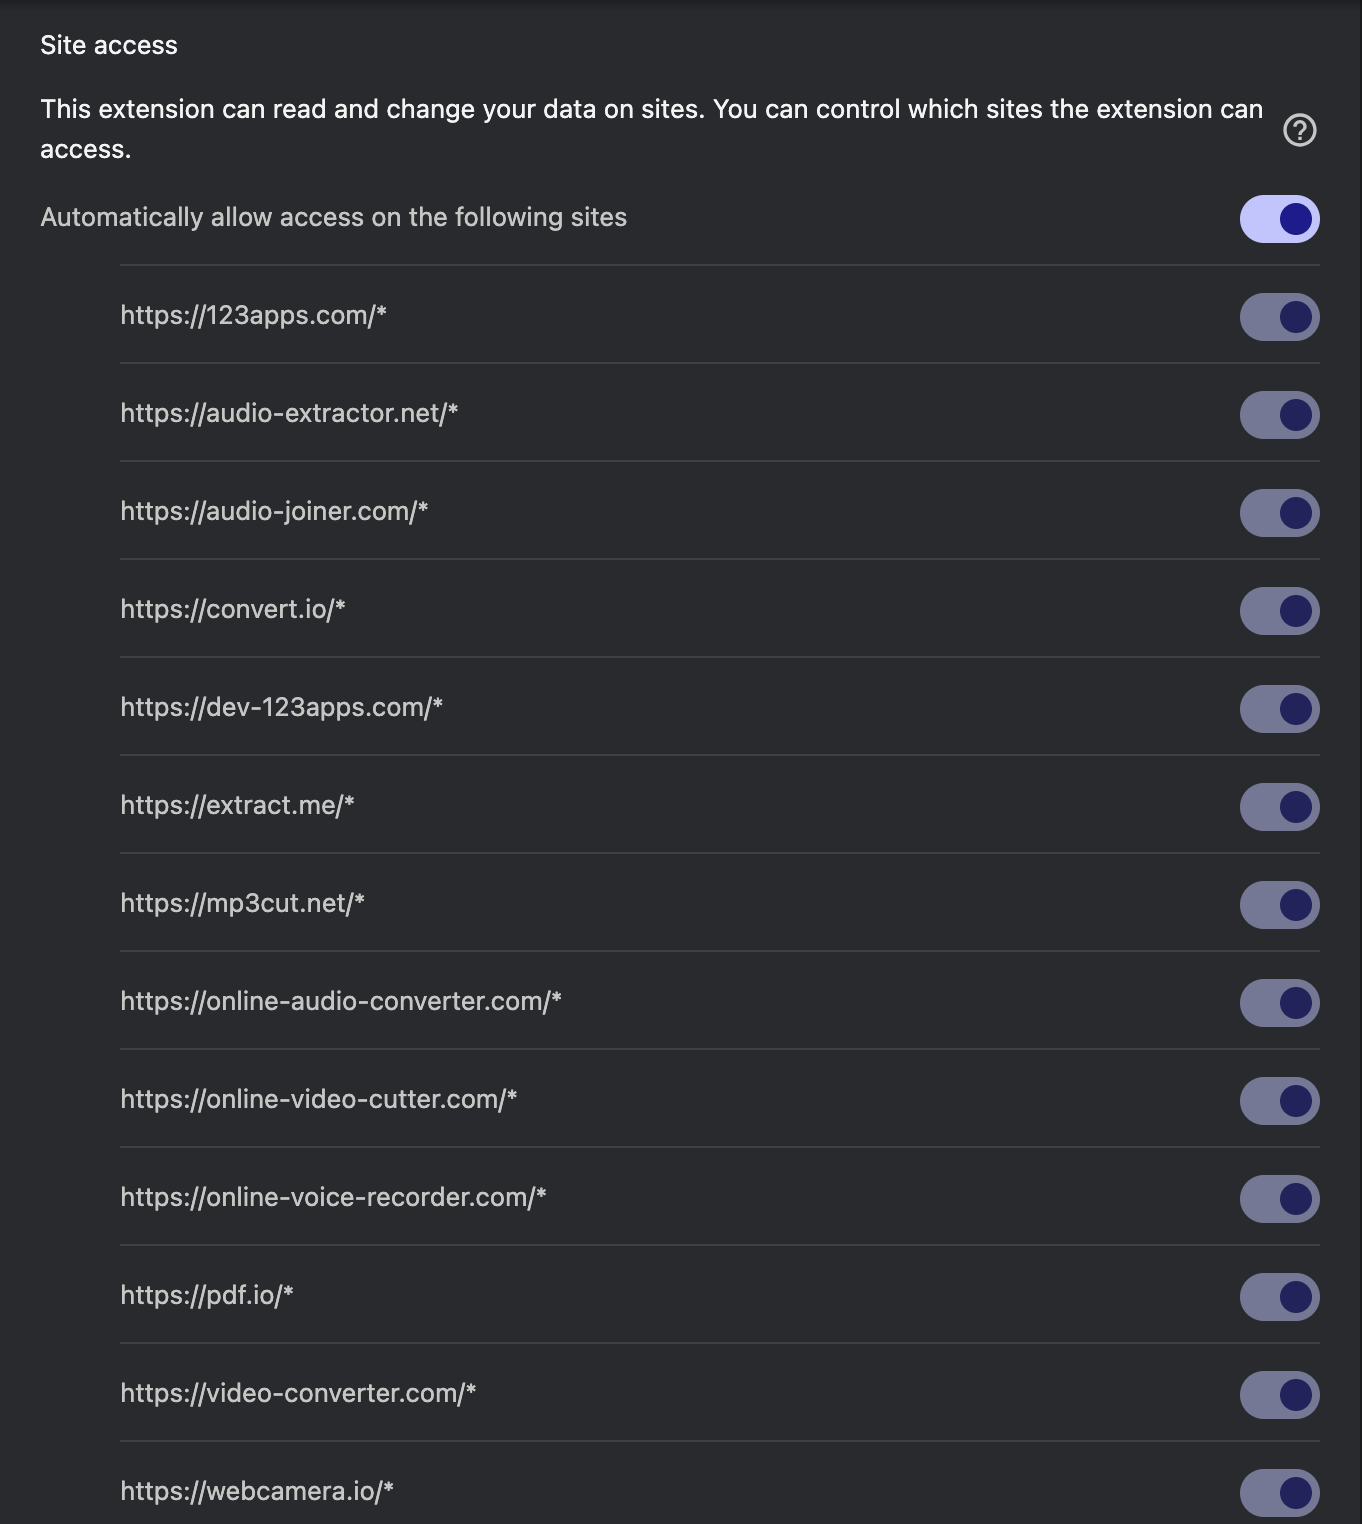 Site access
This extension can read and change your data on sites. You can control which sites the extension can
access.
Automatically allow access on the following sites
https://123apps.com/*
https://audio-extractor.net/*
https://audio-joiner.com/*
https://convert.io/*
https://dev-123apps.com/*
https://extract.me/*
https://mp3cut.net/*
https://online-audio-converter.com/*
https://online-video-cutter.com/*
https://online-voice-recorder.com/*
https://pdf.io/*
https://video-converter.com/*
https://webcamera.io/*